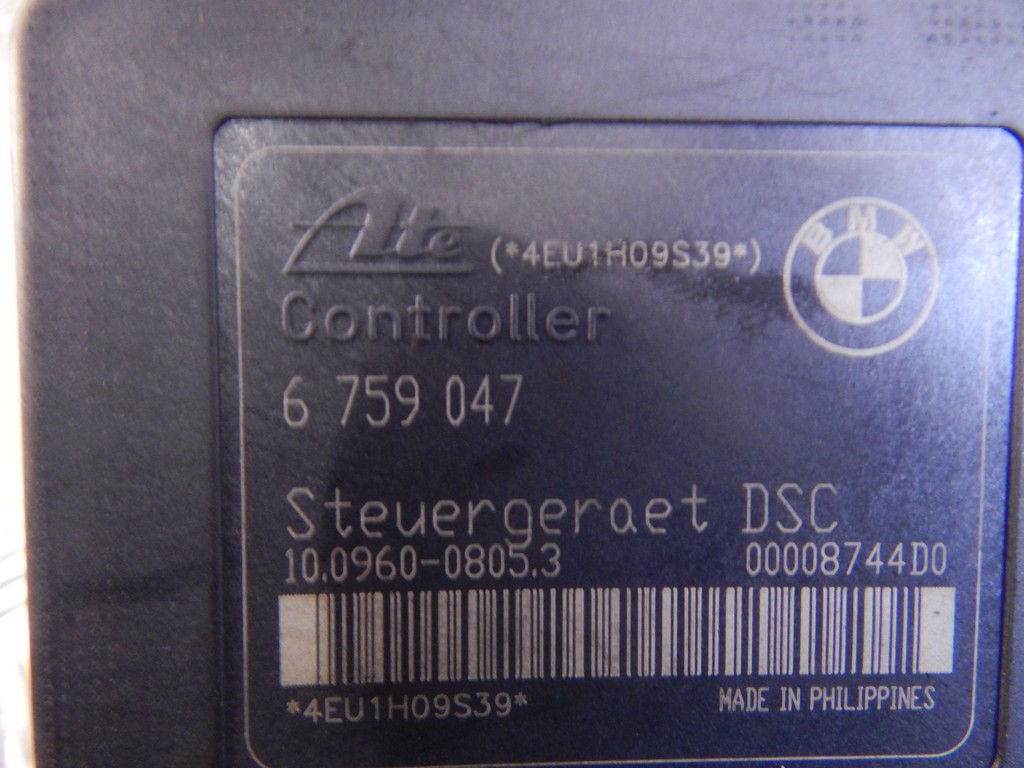 Ate (*4EU1H09S39*)
BMW
Controller
6 759 047
Steuergeraet DSC
10.0960-0805.3 00008744D0
*4EU1H09S39* MADE IN PHILIPPINES